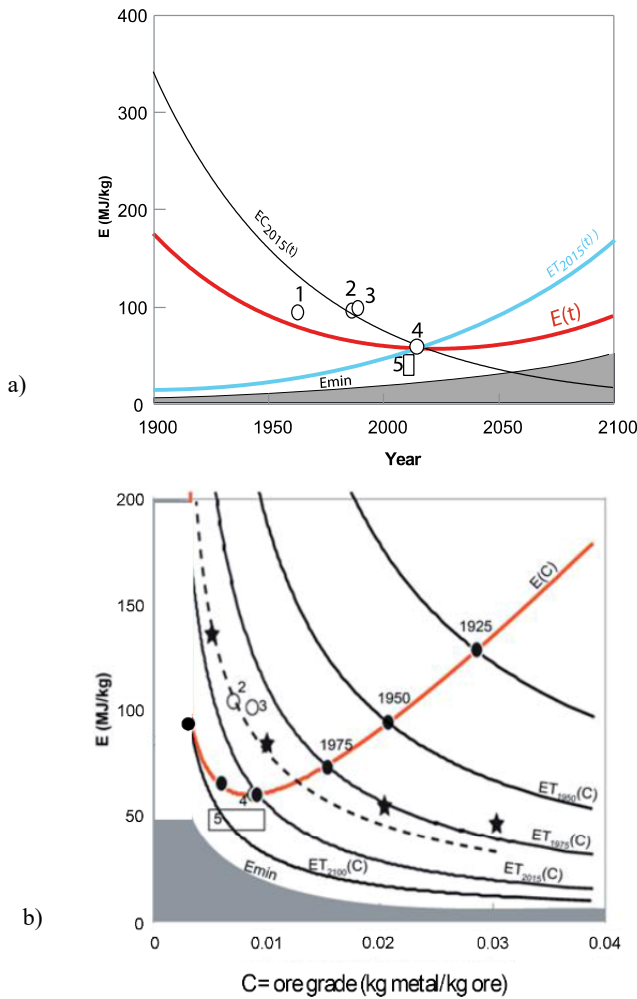 400
300
200
100
0
E (MJ/kg)
EC2015(t)
ET2015(t))
E(t)
Emin
1
2
3
4
5
a)
1900
1950
2000
2050
2100
Year
200
150
100
50
0
E (MJ/kg)
E(C)
1925
1950
1975
2
3
4
5
ET1950(C)
ET1975(C)
ET2015(C)
ET2100(C)
Emin
b)
0
0.01
0.02
0.03
0.04
C= ore grade (kg metal/kg ore)